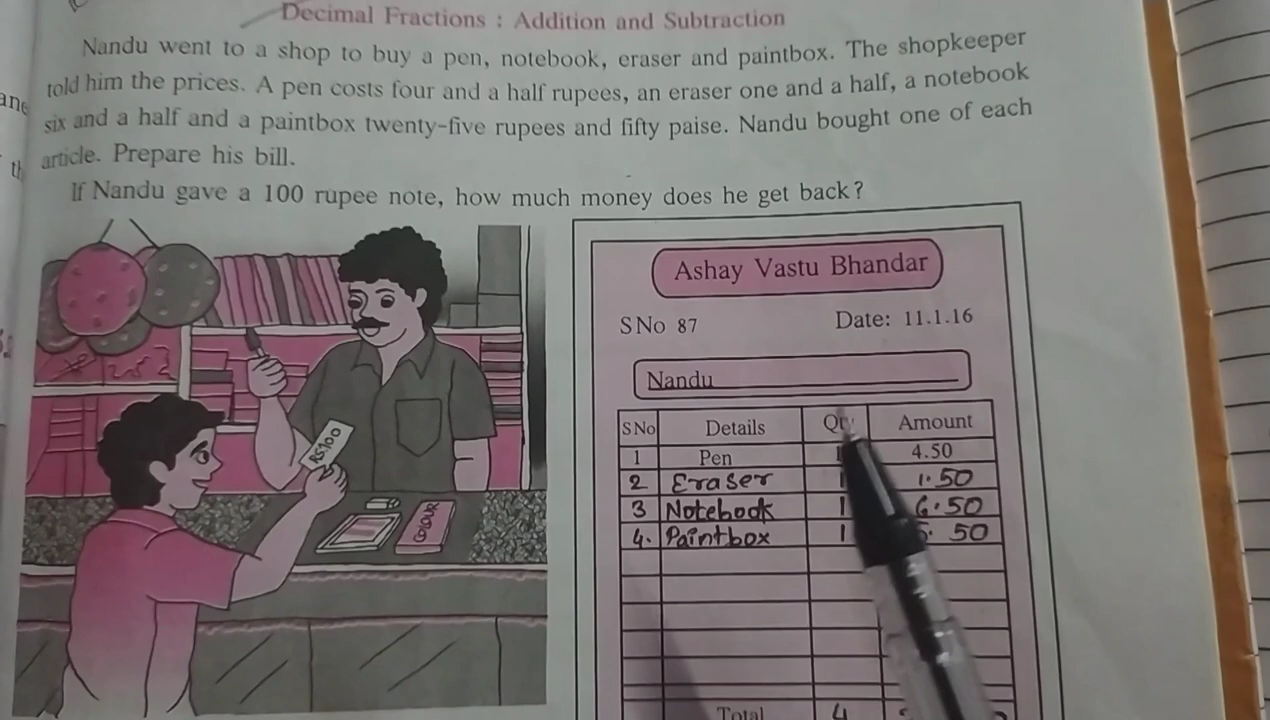 Decimal Fractions : Addition and Subtraction
Nandu went to a shop to buy a pen, notebook, eraser and paintbox. The shopkeeper
told him the prices. A pen costs four and a half rupees, an eraser one and a half, a notebook
six and a half and a paintbox twenty-five rupees and fifty paise. Nandu bought one of each
article. Prepare his bill.
If Nandu gave a 100 rupee note, how much money does he get back?
RS100
COLOUR
Ashay Vastu Bhandar
SNo 87 Date: 11.1.16
Nandu
SNo Details Qty Amount
1 Pen 4.50
2 Eraser 1 1.50
3 Notebook 1 6.50
4. Paintbox 1 50
Total 4